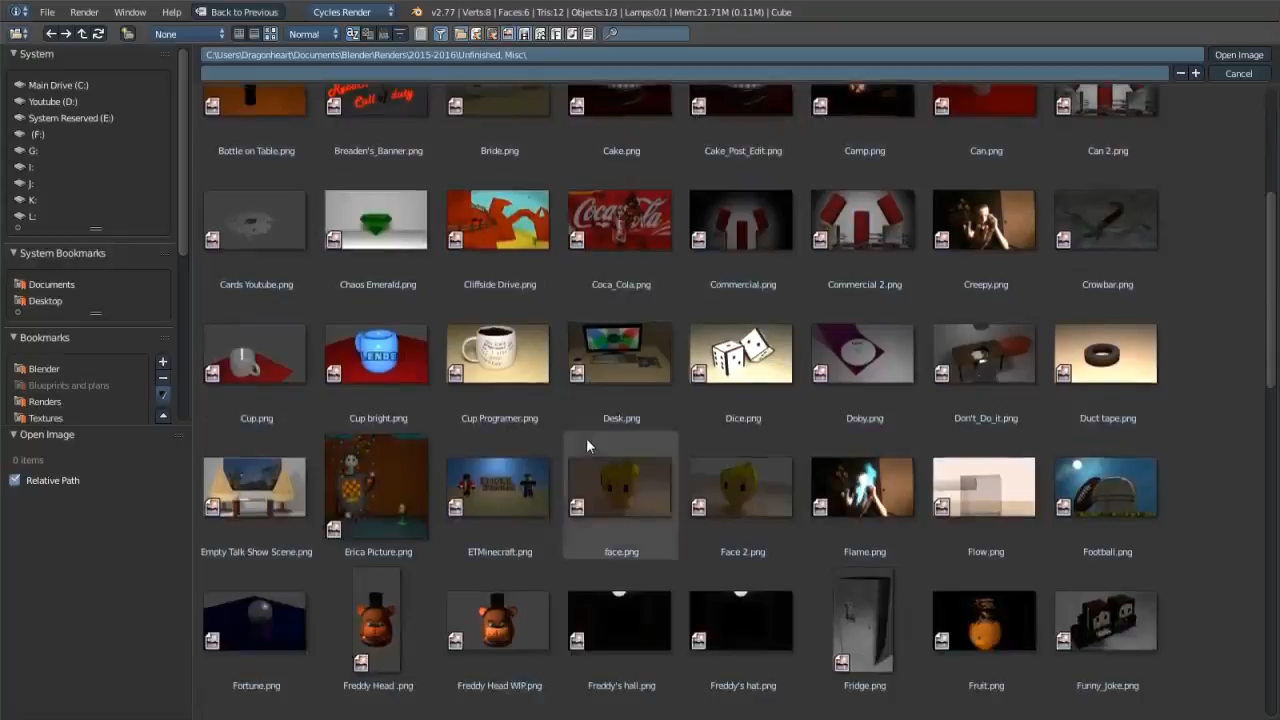 File Render Window Help Back to Previous Cycles Render v2.77 | Verts:8 | Faces:6 | Tris:12 | Objects:1/3 | Lamps:0/1 | Mem:21.71M (0.11M) | Cube
None Normal
System
C:\Users\Dragonheart\Documents\Blender\Renders\2015-2016\Unfinished, Misc\ Open Image
Cancel
Main Drive (C:)
Youtube (D:)
System Reserved (E:)
(F:)
G:
I:
J:
K:
L:
System Bookmarks
Documents
Desktop
Bookmarks
Blender
Blueprints and plans
Renders
Textures
Open Image
0 items
Relative Path
Call of duty
Bottle on Table.png Breaden's_Banner.png Bride.png Cake.png Cake_Post_Edit.png Camp.png Can.png Can 2.png
Coca-Cola
Cards Youtube.png Chaos Emerald.png Cliffside Drive.png Coca_Cola.png Commercial.png Commercial 2.png Creepy.png Crowbar.png
Cup.png Cup bright.png Cup Programer.png Desk.png Dice.png Doby.png Don't_Do_it.png Duct tape.png
Empty Talk Show Scene.png Erica Picture.png ETMinecraft.png face.png Face 2.png Flame.png Flow.png Football.png
Fortune.png Freddy Head .png Freddy Head WIP.png Freddy's hall.png Freddy's hat.png Fridge.png Fruit.png Funny_Joke.png